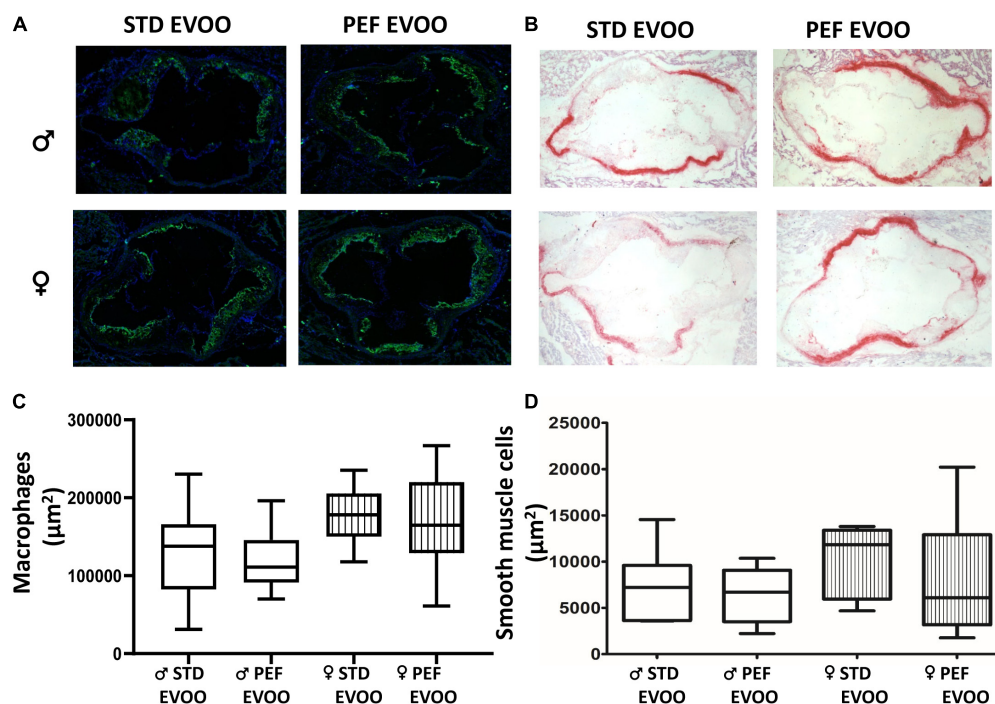 A
STD EVOO
PEF EVOO
♂
♀
B
STD EVOO
PEF EVOO
C
Macrophages
(µm²)
300000
200000
100000
0
♂ STD
EVOO
♂ PEF
EVOO
♀ STD
EVOO
♀ PEF
EVOO
D
Smooth muscle cells
(µm²)
25000
20000
15000
10000
5000
0
♂ STD
EVOO
♂ PEF
EVOO
♀ STD
EVOO
♀ PEF
EVOO